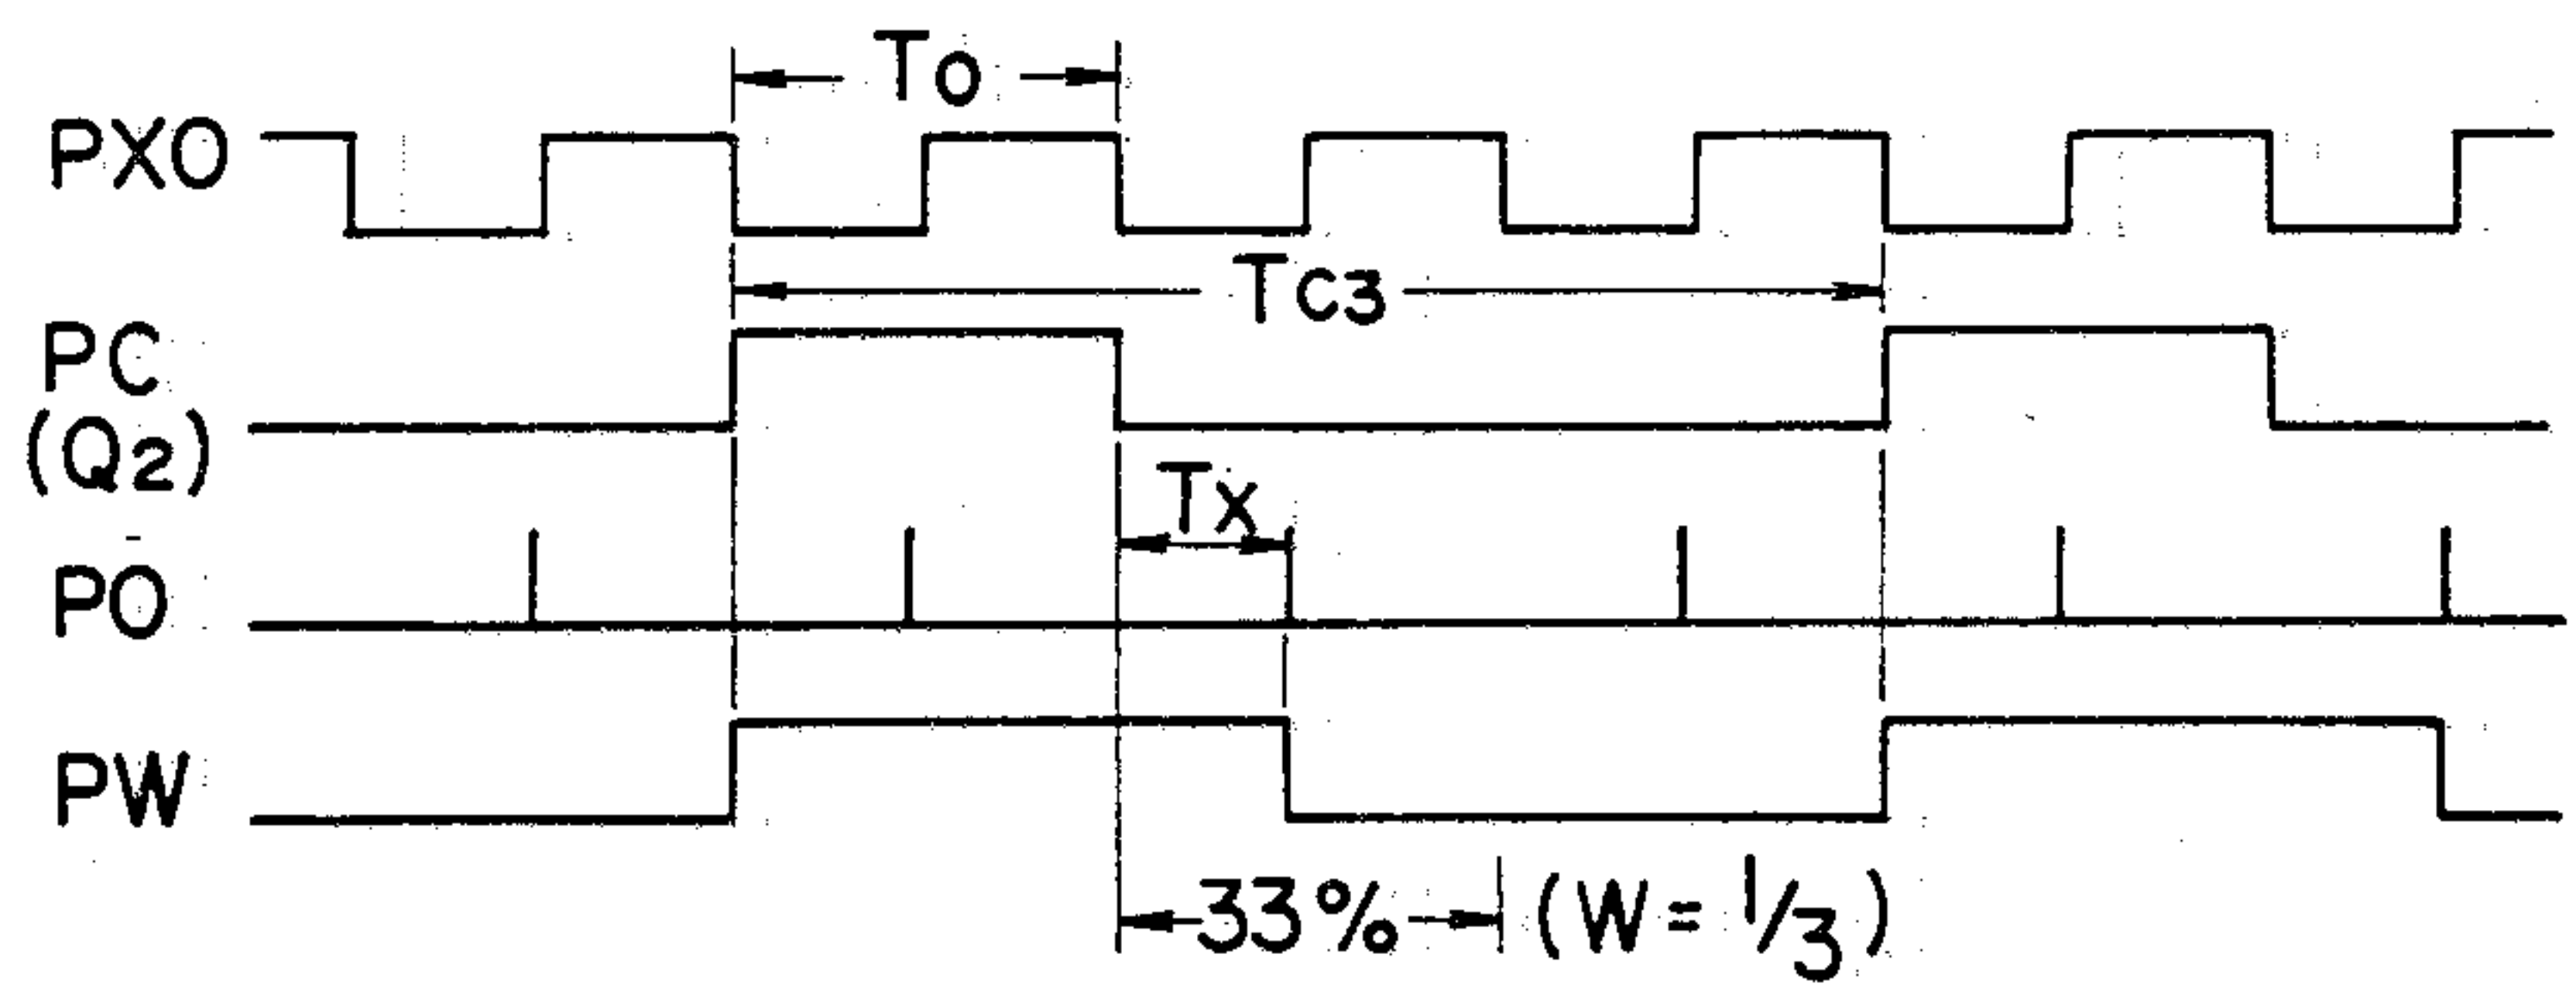 To
PXO
Tc3
PC
(Q2)
Tx
PO
PW
33% (W=1/3)